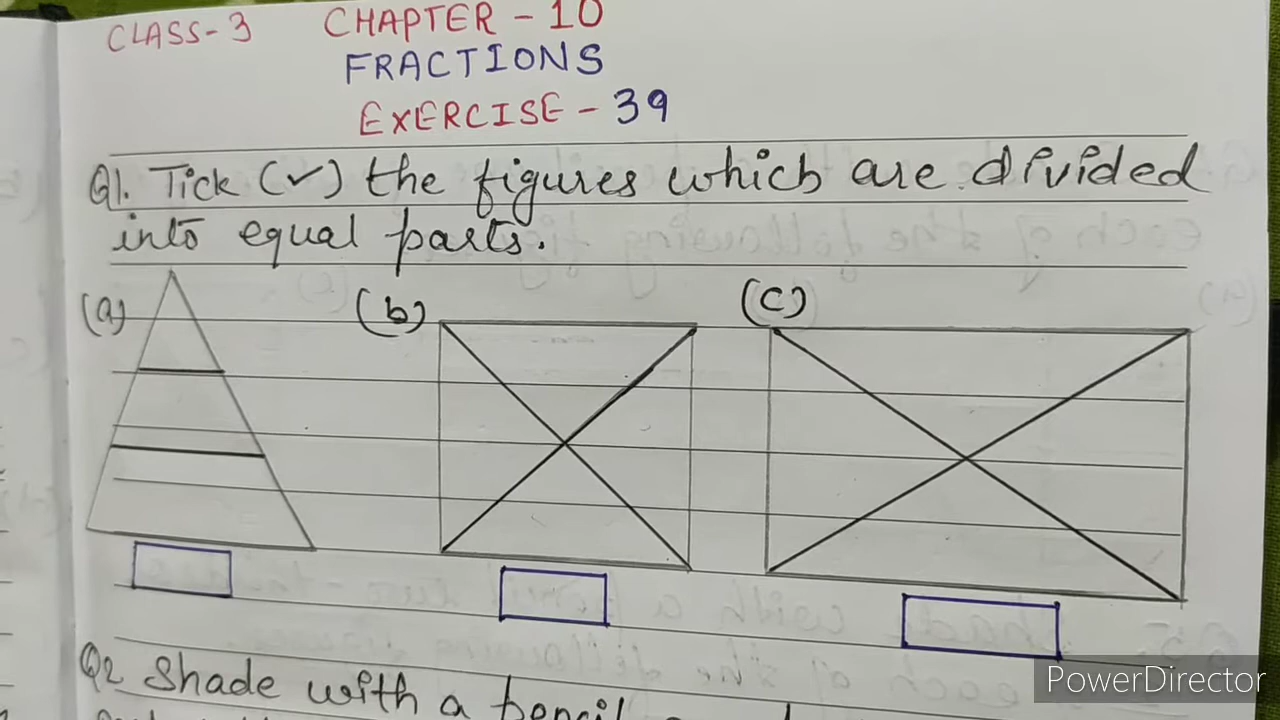 CLASS-3 CHAPTER - 10
FRACTIONS
EXERCISE - 39
Q1. Tick (✓) the figures which are divided
into equal parts.
(a) (b) (c)
Q2 Shade with a pencil
PowerDirector